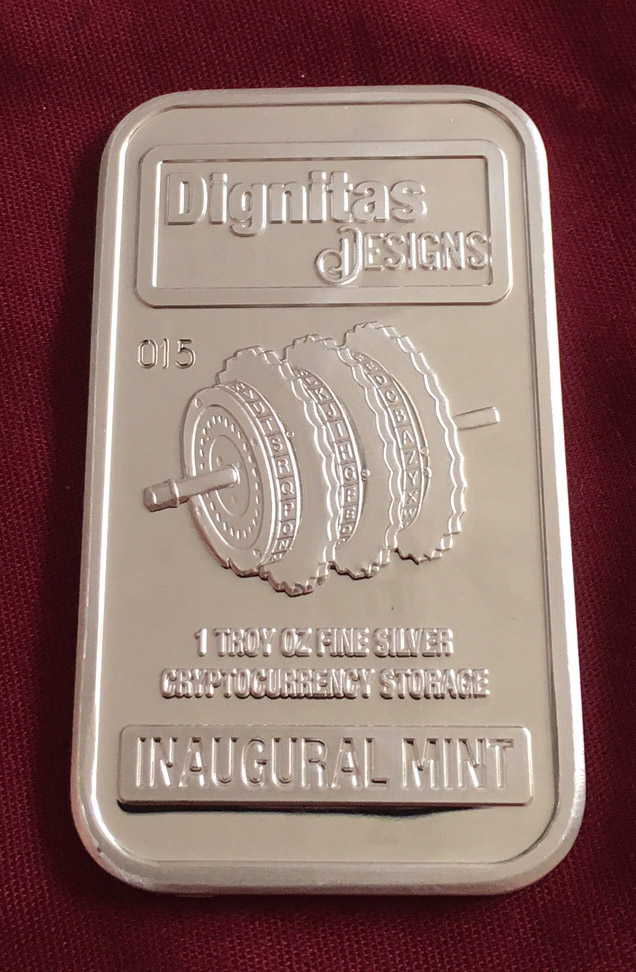 Dignitas
DESIGNS
015
1 TROY OZ FINE SILVER
CRYPTOCURRENCY STORAGE
INAUGURAL MINT